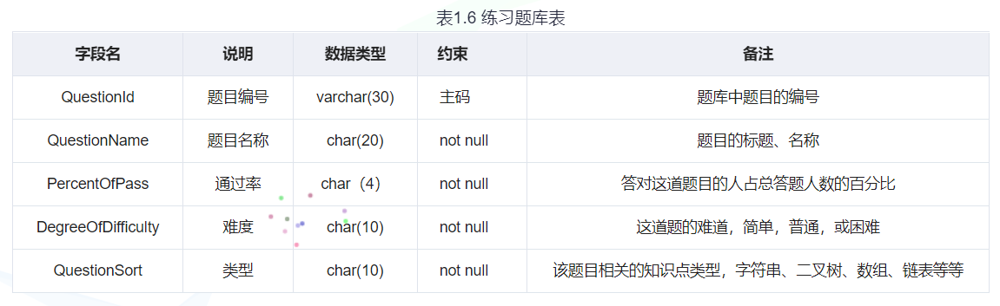 表1.6 练习题库表
字段名 说明 数据类型 约束 备注
QuestionId 题目编号 varchar(30) 主码 题库中题目的编号
QuestionName 题目名称 char(20) not null 题目的标题、名称
PercentOfPass 通过率 char（4） not null 答对这道题目的人占总答题人数的百分比
DegreeOfDifficulty 难度 char(10) not null 这道题的难道，简单，普通，或困难
QuestionSort 类型 char(10) not null 该题目相关的知识点类型，字符串、二叉树、数组、链表等等